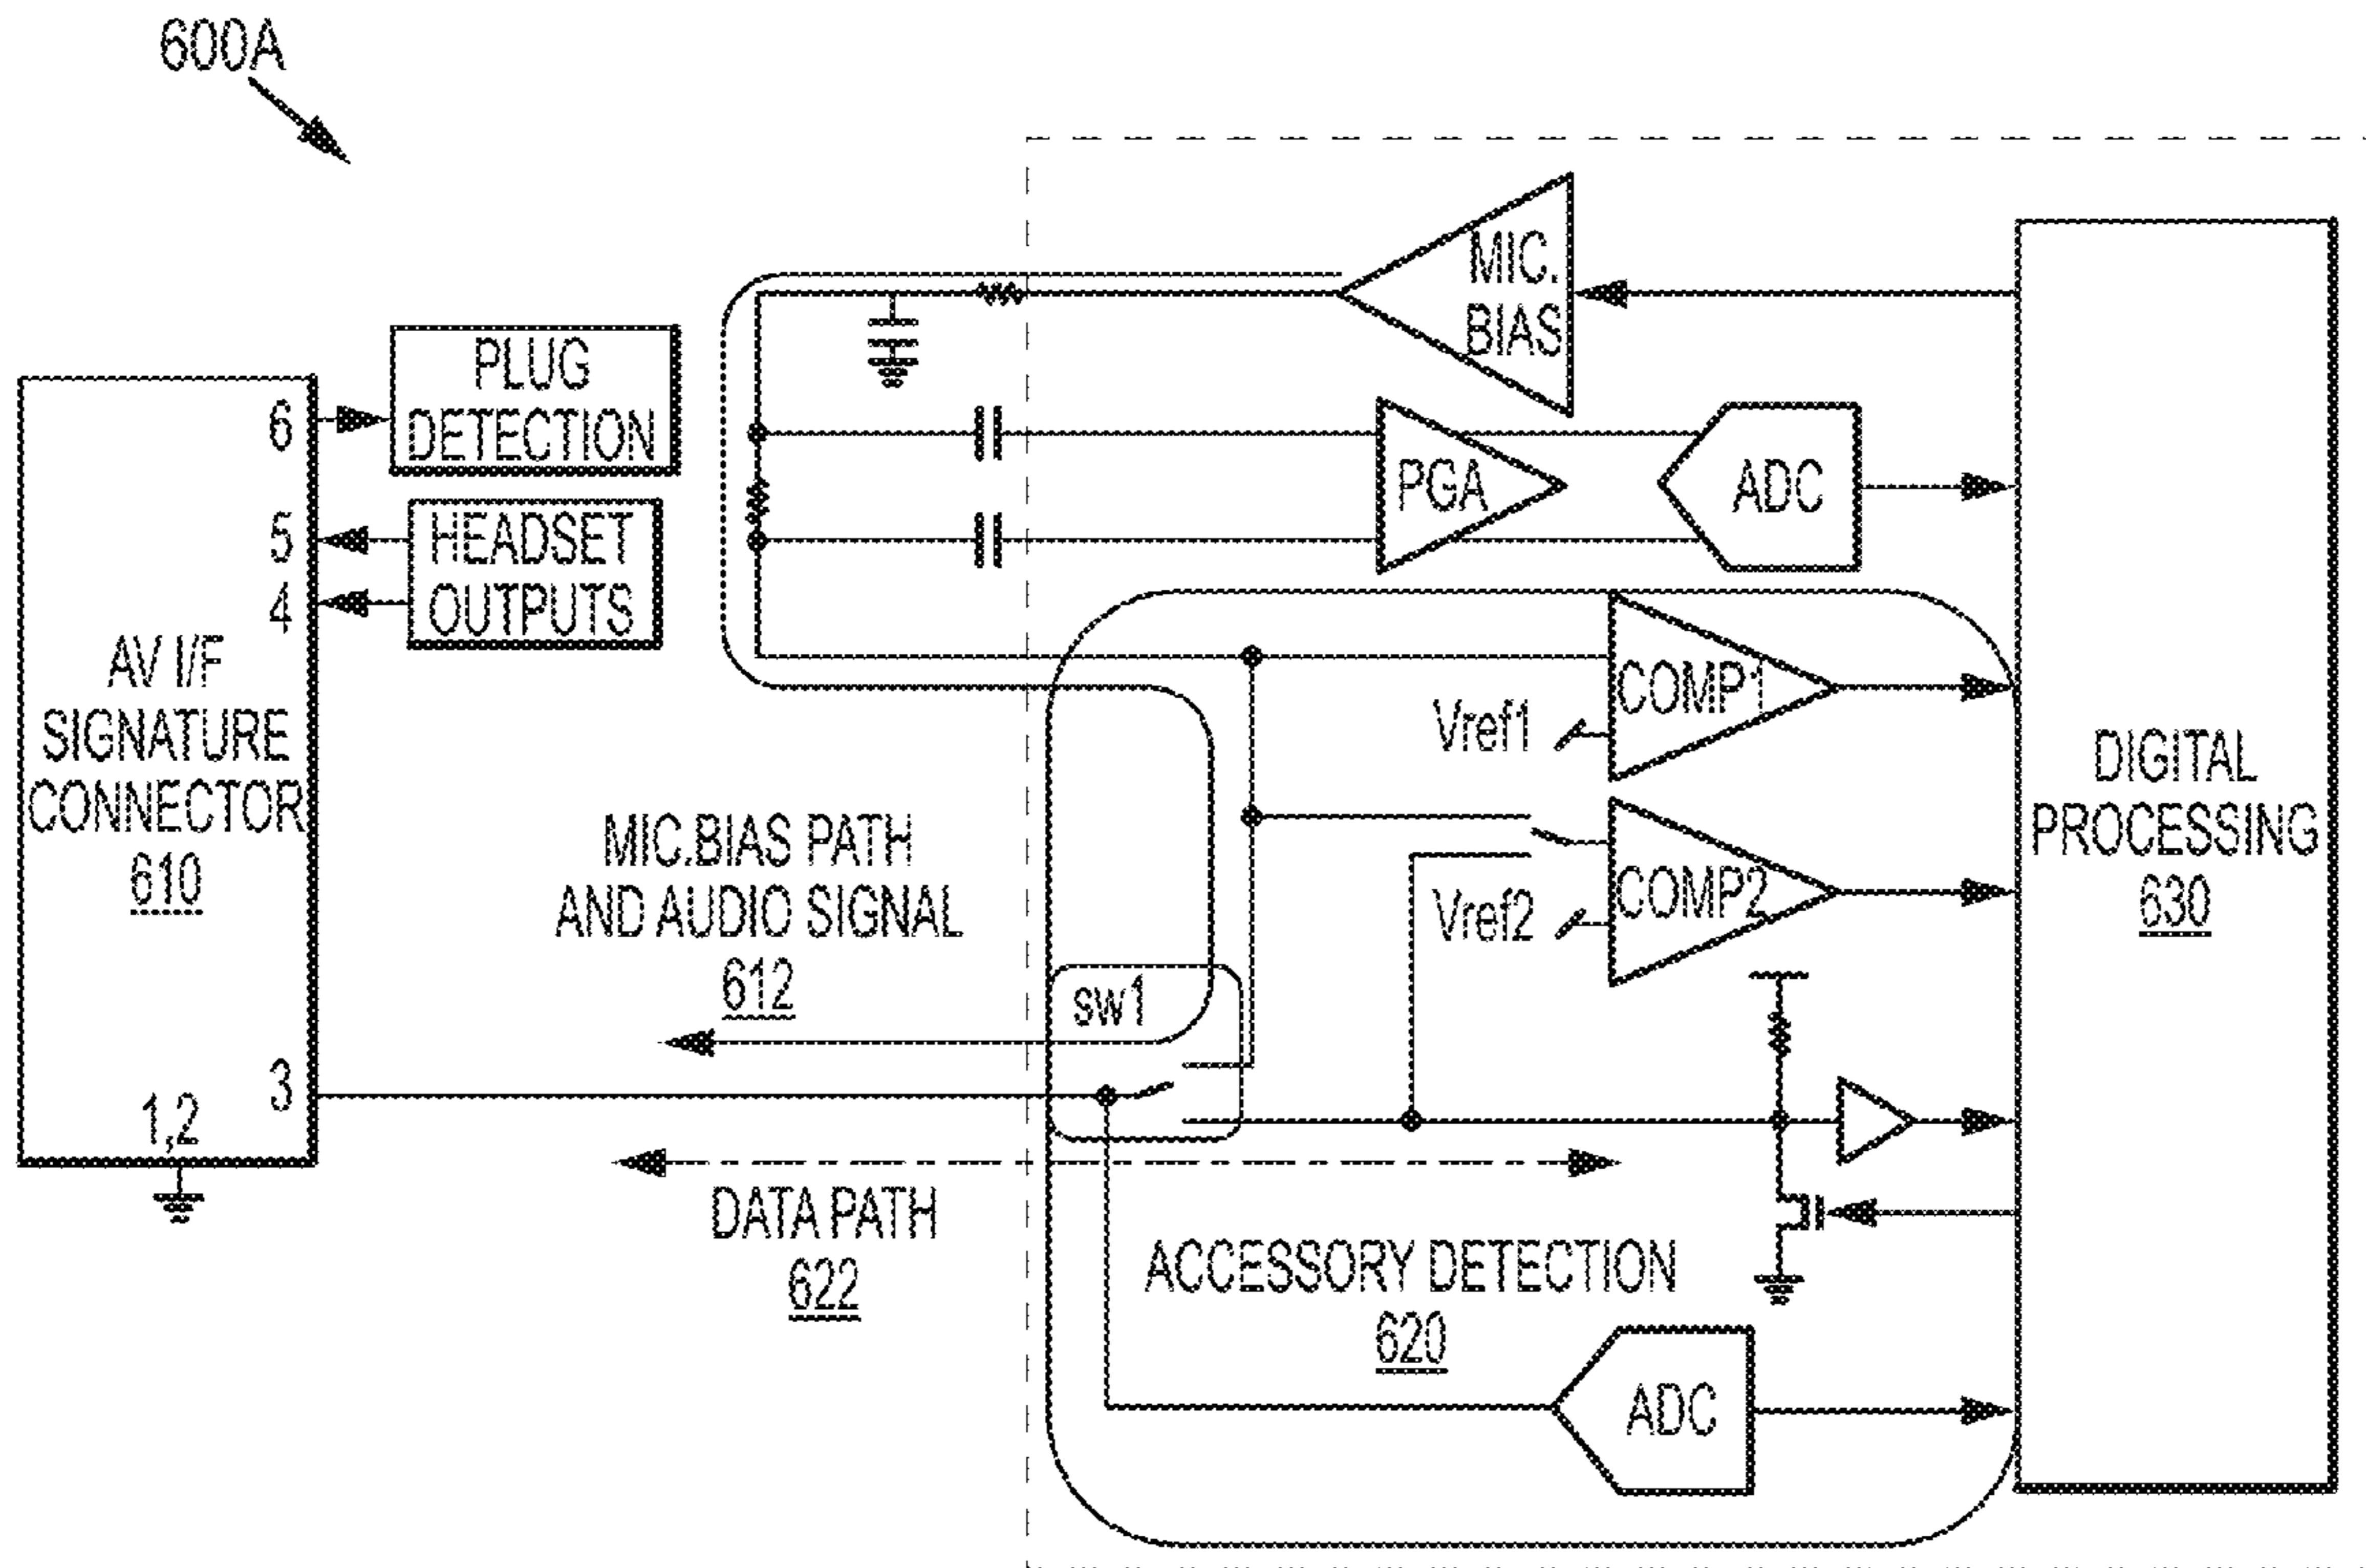 600A
MIC.
BIAS
PLUG
DETECTION
6
5
4
HEADSET
OUTPUTS
PGA
ADC
AV I/F
SIGNATURE
CONNECTOR
610
3
1,2
COMP1
Vref1
COMP2
Vref2
DIGITAL
PROCESSING
630
MIC.BIAS PATH
AND AUDIO SIGNAL
612
sw1
DATA PATH
622
ACCESSORY DETECTION
620
ADC